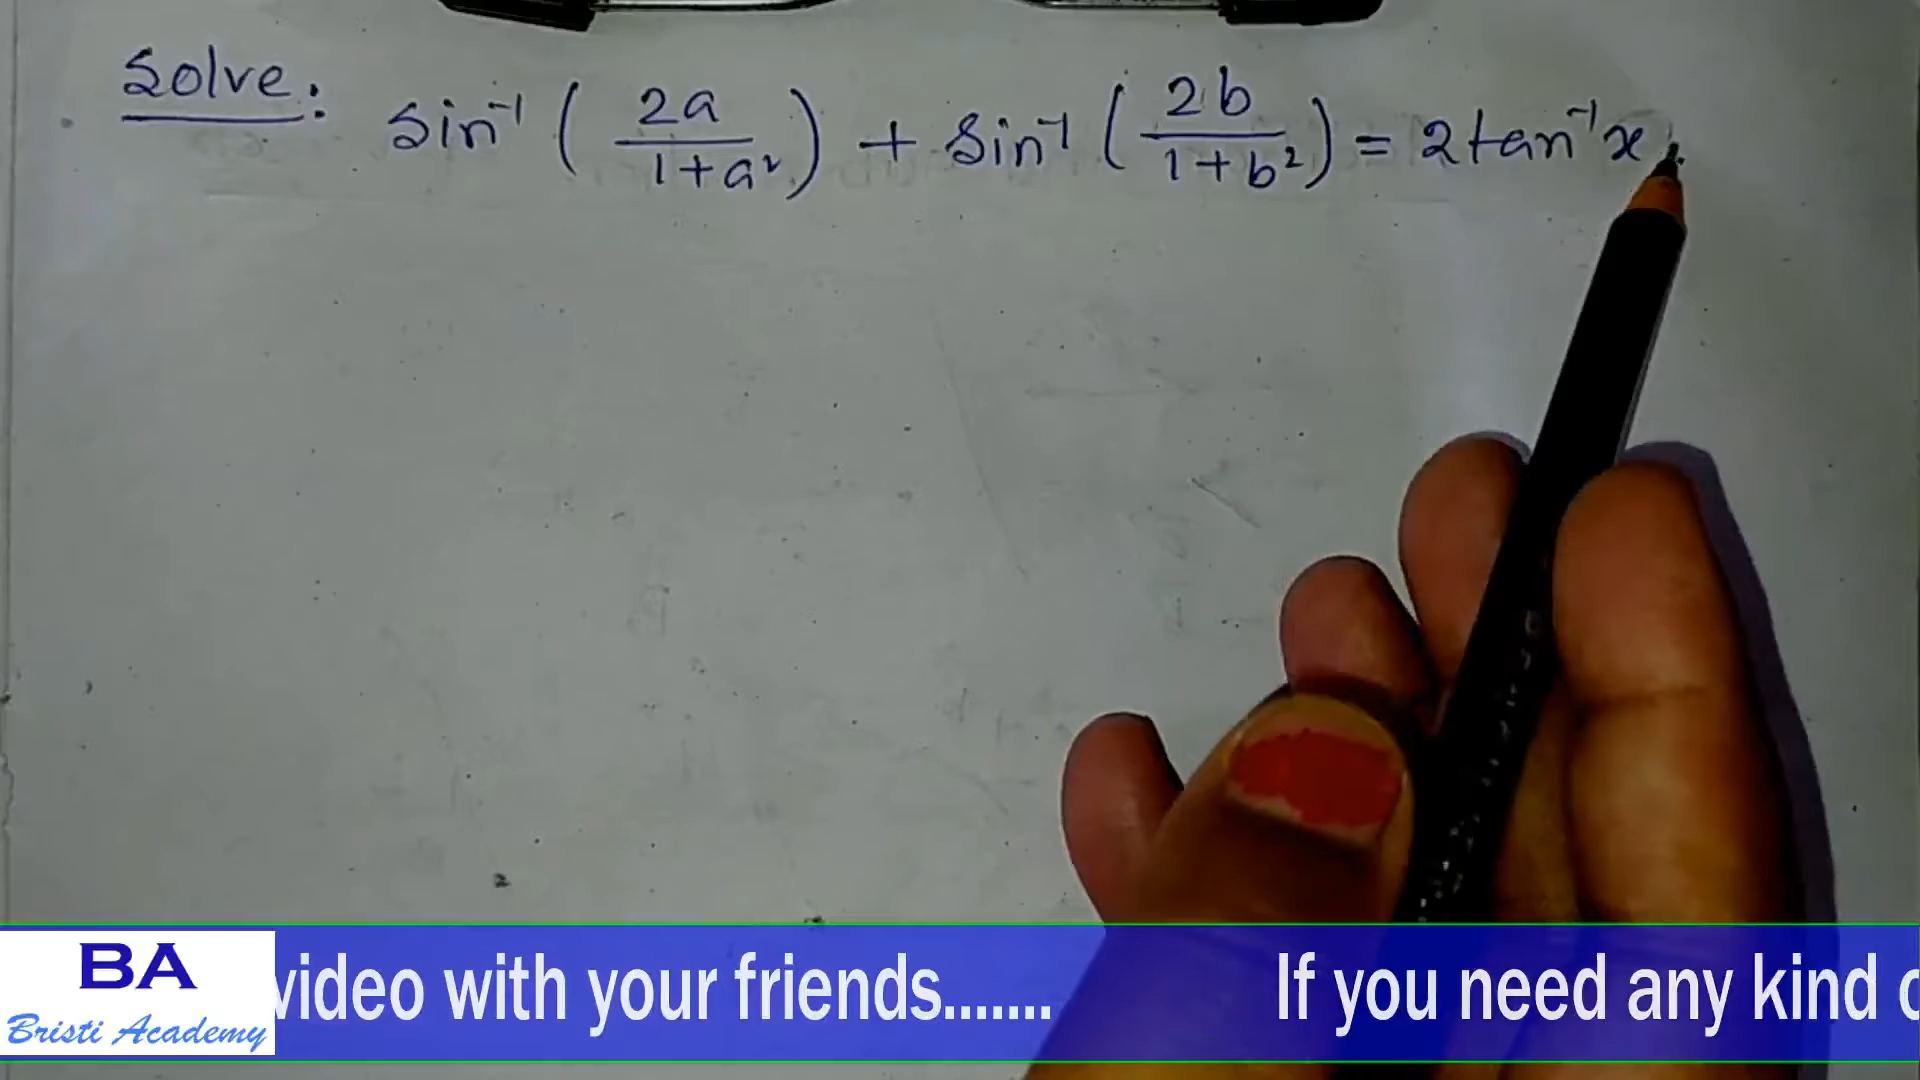 Solve: sin⁻¹ (2a/1+a²) + sin⁻¹ (2b/1+b²) = 2tan⁻¹x.
BA
Bristi Academy
video with your friends....... If you need any kind